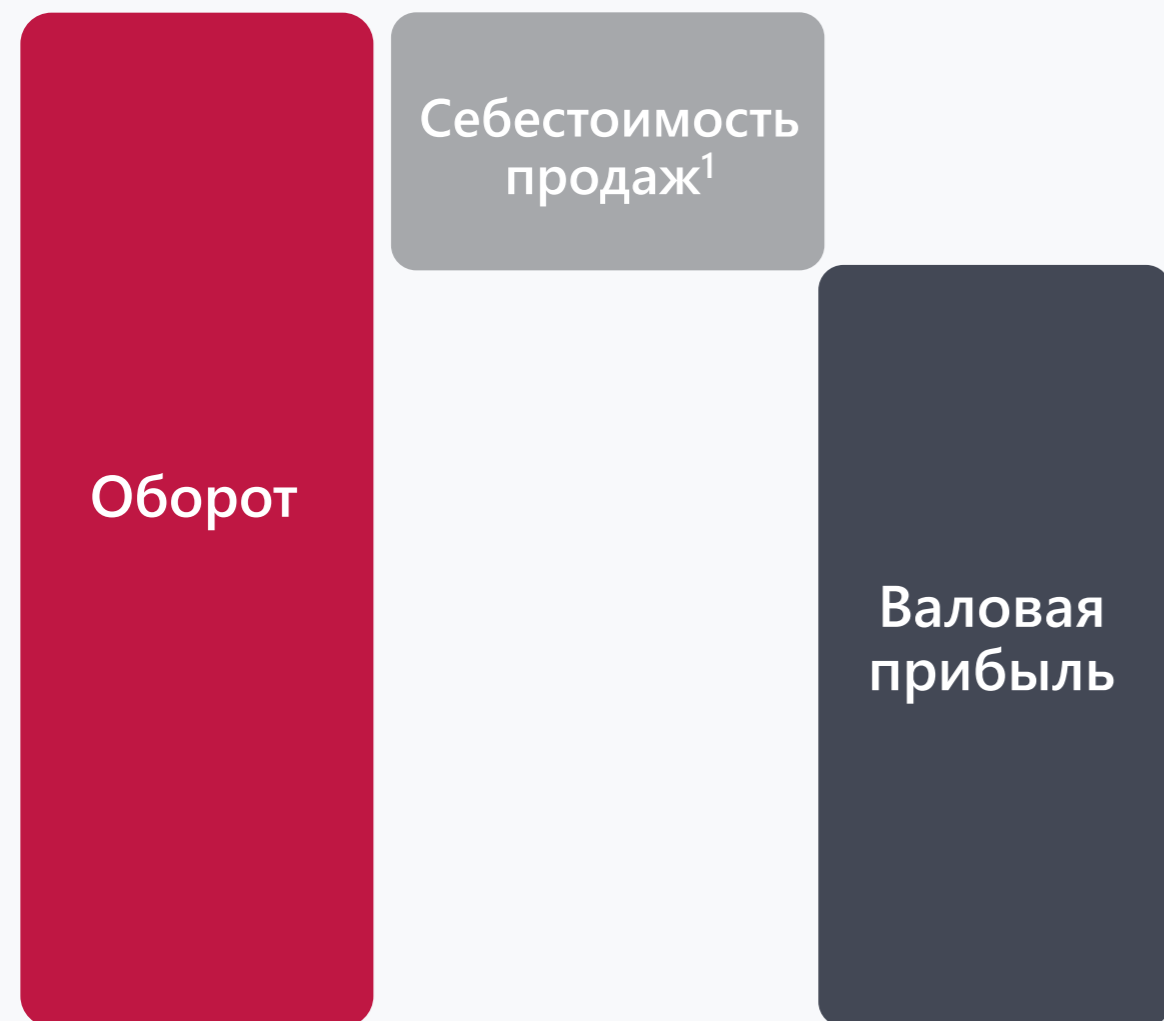 Себестоимость
продаж¹
Оборот
Валовая
прибыль